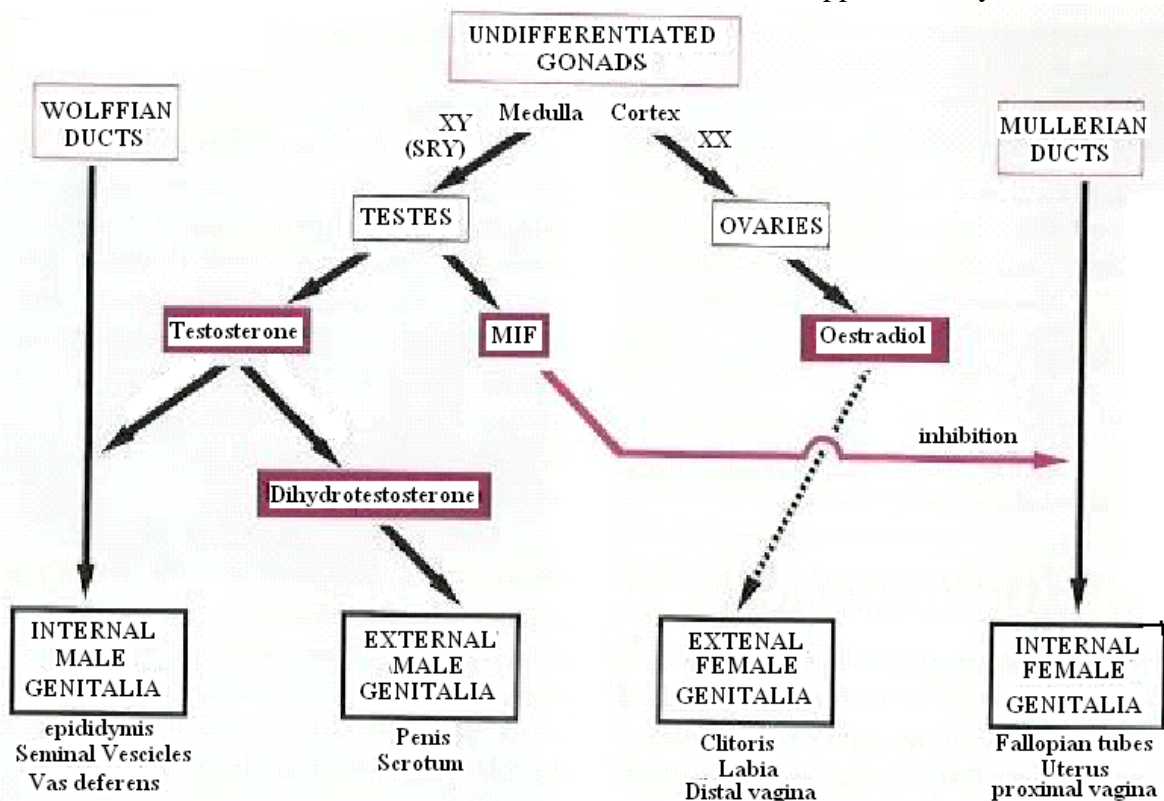 UNDIFFERENTIATED
GONADS
WOLFFIAN
DUCTS
Medulla Cortex
MULLERIAN
DUCTS
XY
(SRY)
XX
TESTES
OVARIES
Testosterone
MIF
Oestradiol
inhibition
Dihydrotestosterone
INTERNAL
MALE
GENITALIA
epididymis
Seminal Vescicles
Vas deferens
EXTERNAL
MALE
GENITALIA
Penis
Scrotum
EXTENAL
FEMALE
GENITALIA
Clitoris
Labia
Distal vagina
INTERNAL
FEMALE
GENITALIA
Fallopian tubes
Uterus
proximal vagina